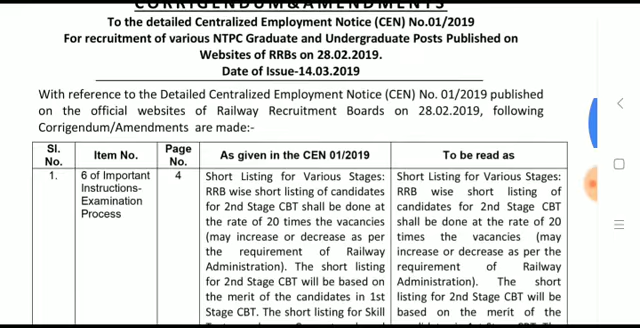 CORRIGENDUM & AMENDMENTS
To the detailed Centralized Employment Notice (CEN) No.01/2019
For recruitment of various NTPC Graduate and Undergraduate Posts Published on
Websites of RRBs on 28.02.2019.
Date of Issue-14.03.2019
With reference to the Detailed Centralized Employment Notice (CEN) No. 01/2019 published
on the official websites of Railway Recruitment Boards on 28.02.2019, following
Corrigendum/Amendments are made:-
Sl. No.
Item No.
Page No.
As given in the CEN 01/2019
To be read as
1.
6 of Important
Instructions-
Examination
Process
4
Short Listing for Various Stages:
RRB wise short listing of candidates
for 2nd Stage CBT shall be done at
the rate of 20 times the vacancies
(may increase or decrease as per
the requirement of Railway
Administration). The short listing
for 2nd Stage CBT will be based on
the merit of the candidates in 1st
Stage CBT. The short listing for Skill
Short Listing for Various Stages:
RRB wise short listing of
candidates for 2nd Stage CBT
shall be done at the rate of 20
times the vacancies (may
increase or decrease as per the
requirement of Railway
Administration). The short
listing for 2nd Stage CBT will be
based on the merit of the